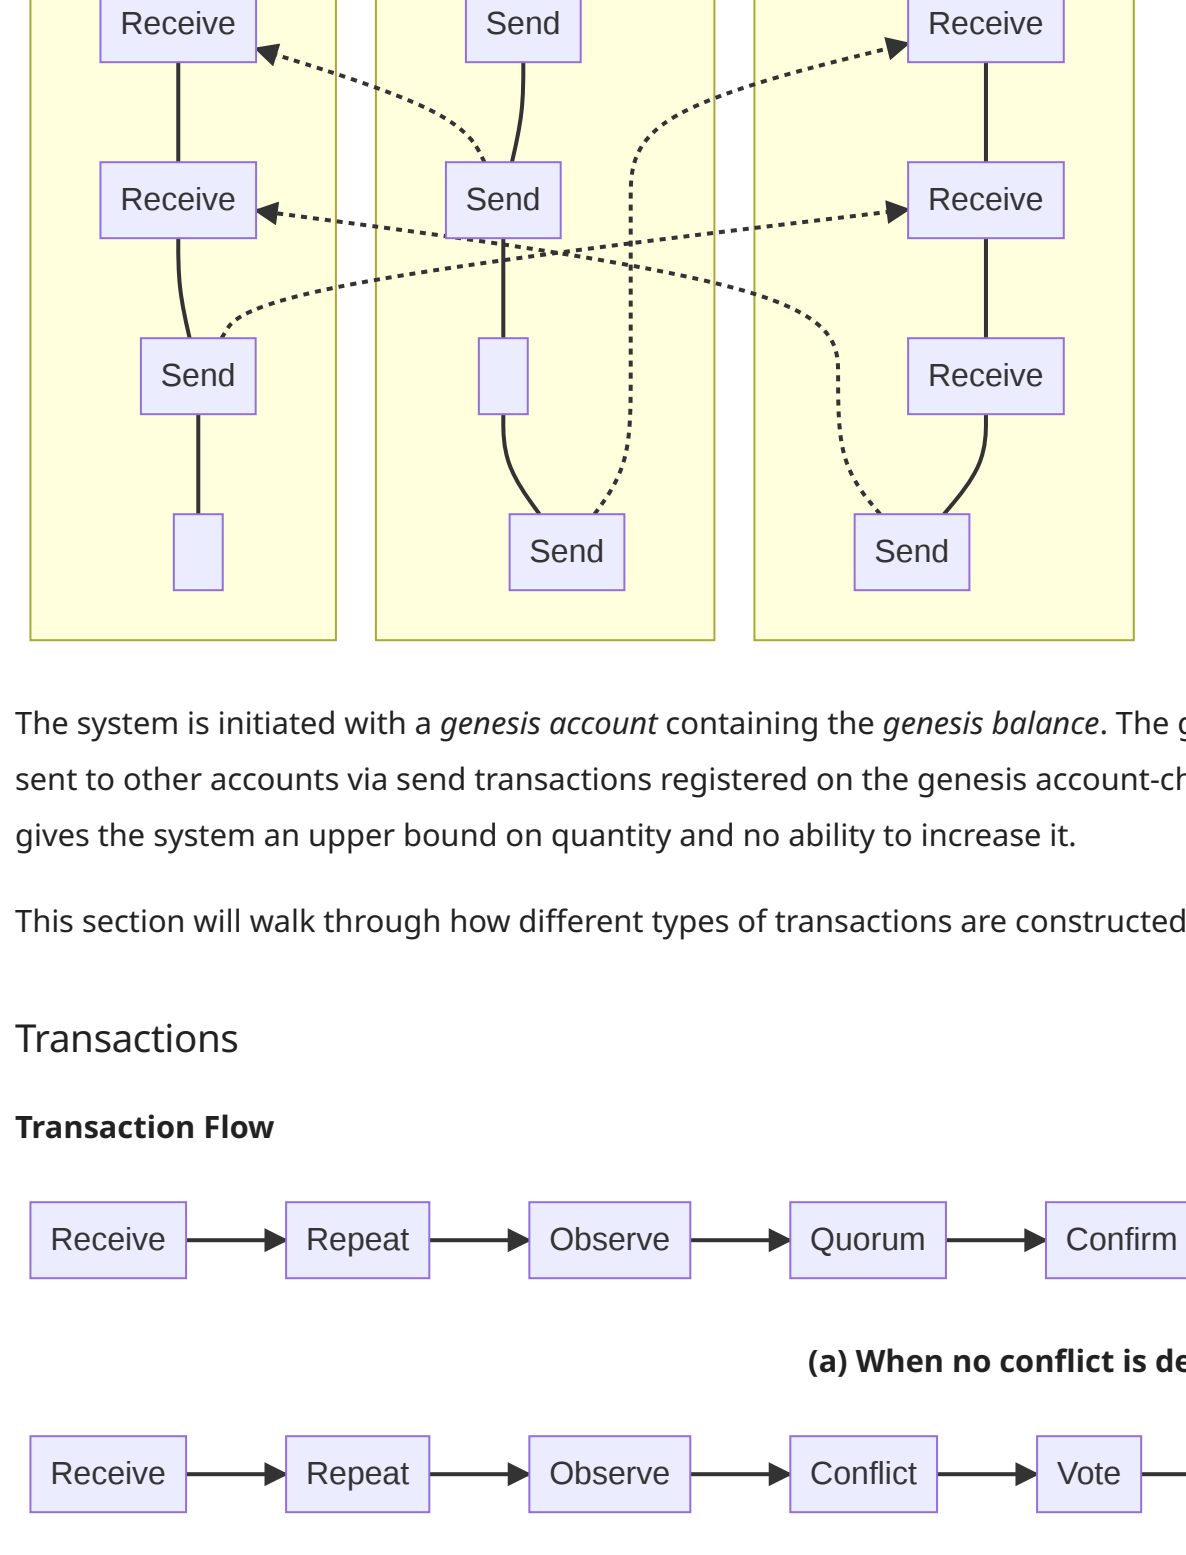 Receive Send Receive
Receive Send Receive
Send Receive
Send Send
The system is initiated with a genesis account containing the genesis balance. The g
sent to other accounts via send transactions registered on the genesis account-ch
gives the system an upper bound on quantity and no ability to increase it.
This section will walk through how different types of transactions are constructed
Transactions
Transaction Flow
Receive Repeat Observe Quorum Confirm
(a) When no conflict is de
Receive Repeat Observe Conflict Vote